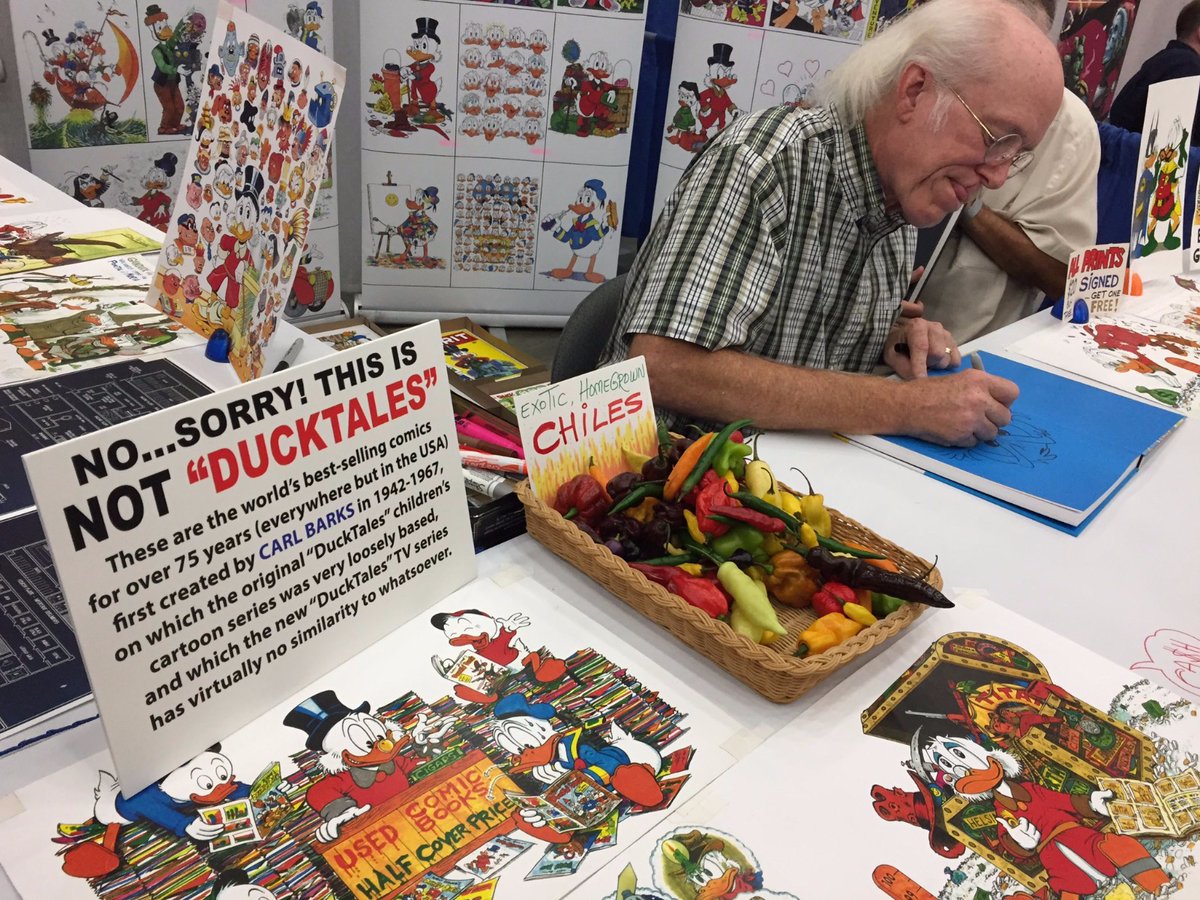 NO...SORRY! THIS IS
NOT "DUCKTALES"
These are the world's best-selling comics
for over 75 years (everywhere but in the USA)
first created by CARL BARKS in 1942-1967,
on which the original "DuckTales" children's
cartoon series was very loosely based,
and which the new "DuckTales" TV series
has virtually no similarity to whatsoever.
EXOTIC, HOMEGROWN
CHILES
ALL PRINTS
SIGNED
GET ONE
FREE!
CIGARS
USED COMIC
BOOKS
HALF COVER PRICE